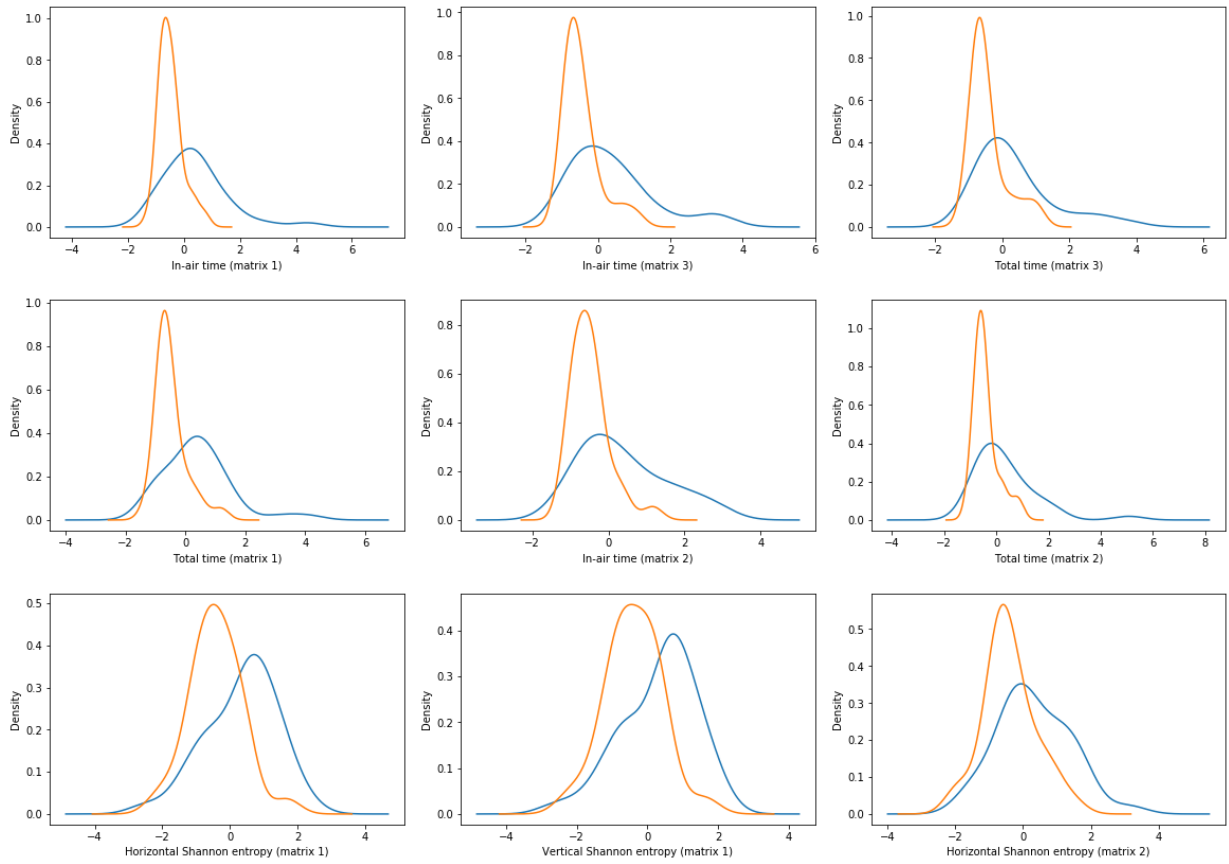 1.0
0.8
0.6
0.4
0.2
0.0
Density
−4 −2 0 2 4 6
In-air time (matrix 1)
1.0
0.8
0.6
0.4
0.2
0.0
Density
−2 0 2 4 6
In-air time (matrix 3)
1.0
0.8
0.6
0.4
0.2
0.0
Density
−2 0 2 4 6
Total time (matrix 3)
1.0
0.8
0.6
0.4
0.2
0.0
Density
−4 −2 0 2 4 6
Total time (matrix 1)
0.8
0.6
0.4
0.2
0.0
Density
−2 0 2 4
In-air time (matrix 2)
1.0
0.8
0.6
0.4
0.2
0.0
Density
−4 −2 0 2 4 6 8
Total time (matrix 2)
0.5
0.4
0.3
0.2
0.1
0.0
Density
−4 −2 0 2 4
Horizontal Shannon entropy (matrix 1)
0.4
0.3
0.2
0.1
0.0
Density
−4 −2 0 2 4
Vertical Shannon entropy (matrix 1)
0.5
0.4
0.3
0.2
0.1
0.0
Density
−4 −2 0 2 4
Horizontal Shannon entropy (matrix 2)